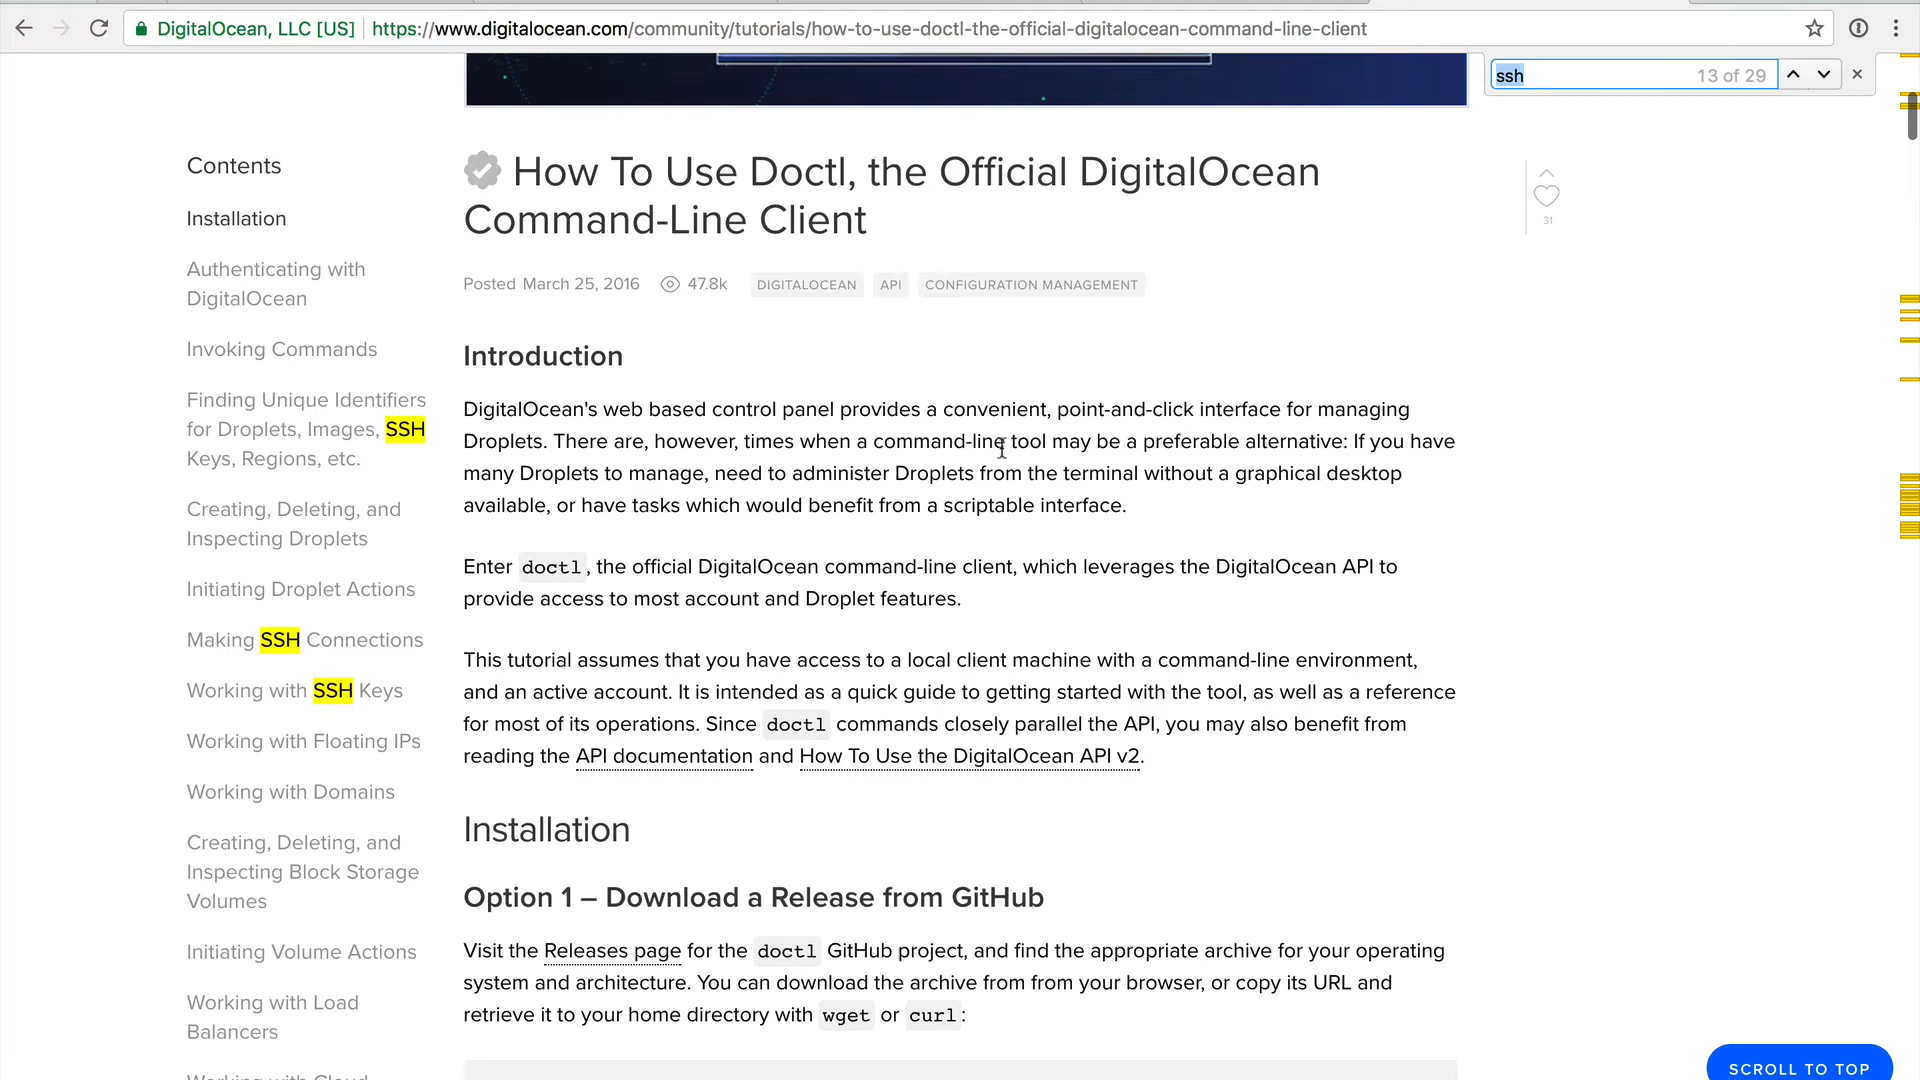 DigitalOcean, LLC [US]
https://www.digitalocean.com/community/tutorials/how-to-use-doctl-the-official-digitalocean-command-line-client
ssh
13 of 29
Contents
Installation
Authenticating with
DigitalOcean
Invoking Commands
Finding Unique Identifiers
for Droplets, Images, SSH
Keys, Regions, etc.
Creating, Deleting, and
Inspecting Droplets
Initiating Droplet Actions
Making SSH Connections
Working with SSH Keys
Working with Floating IPs
Working with Domains
Creating, Deleting, and
Inspecting Block Storage
Volumes
Initiating Volume Actions
Working with Load
Balancers
Working with Cloud
How To Use Doctl, the Official DigitalOcean
Command-Line Client
Posted March 25, 2016
47.8k
DIGITALOCEAN
API
CONFIGURATION MANAGEMENT
31
Introduction
DigitalOcean's web based control panel provides a convenient, point-and-click interface for managing
Droplets. There are, however, times when a command-line tool may be a preferable alternative: If you have
many Droplets to manage, need to administer Droplets from the terminal without a graphical desktop
available, or have tasks which would benefit from a scriptable interface.
Enter doctl, the official DigitalOcean command-line client, which leverages the DigitalOcean API to
provide access to most account and Droplet features.
This tutorial assumes that you have access to a local client machine with a command-line environment,
and an active account. It is intended as a quick guide to getting started with the tool, as well as a reference
for most of its operations. Since doctl commands closely parallel the API, you may also benefit from
reading the API documentation and How To Use the DigitalOcean API v2.
Installation
Option 1 – Download a Release from GitHub
Visit the Releases page for the doctl GitHub project, and find the appropriate archive for your operating
system and architecture. You can download the archive from from your browser, or copy its URL and
retrieve it to your home directory with wget or curl:
SCROLL TO TOP